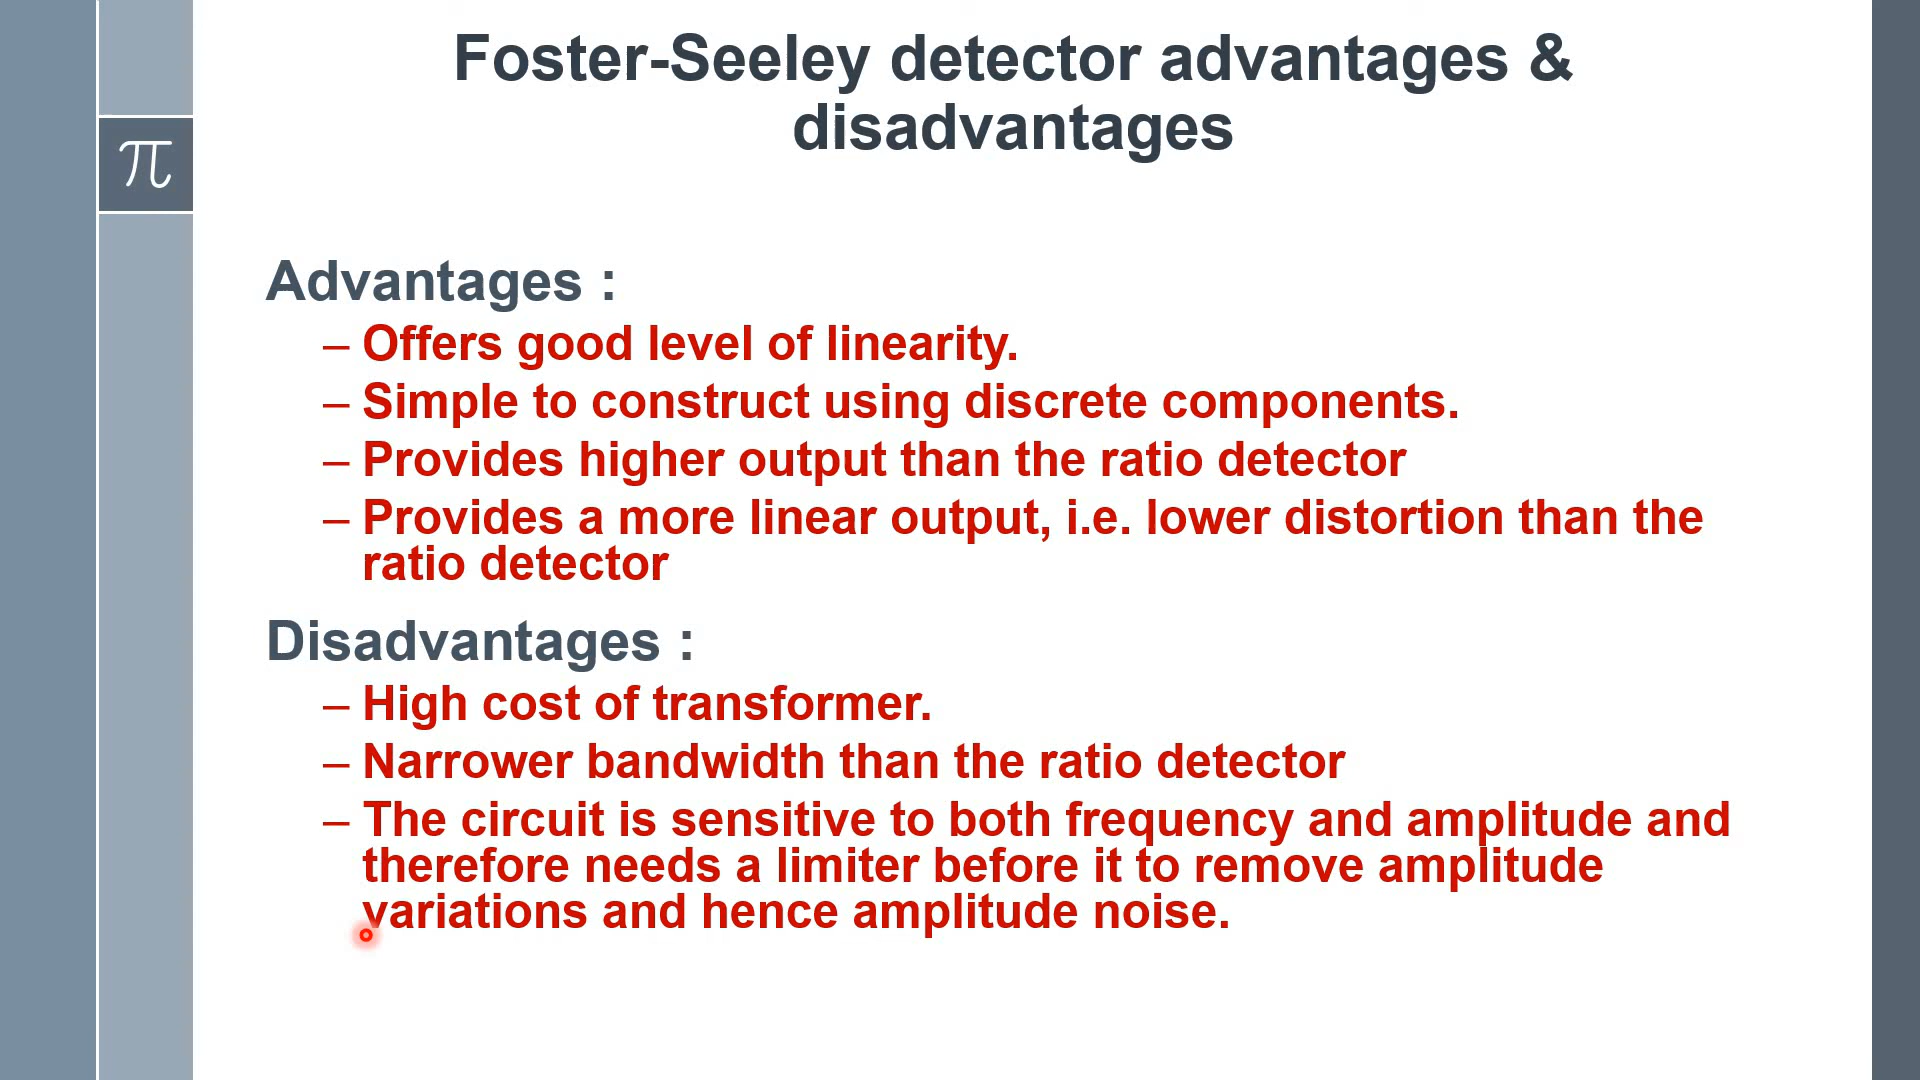 Foster-Seeley detector advantages &
disadvantages
π
Advantages :
– Offers good level of linearity.
– Simple to construct using discrete components.
– Provides higher output than the ratio detector
– Provides a more linear output, i.e. lower distortion than the
ratio detector
Disadvantages :
– High cost of transformer.
– Narrower bandwidth than the ratio detector
– The circuit is sensitive to both frequency and amplitude and
therefore needs a limiter before it to remove amplitude
variations and hence amplitude noise.